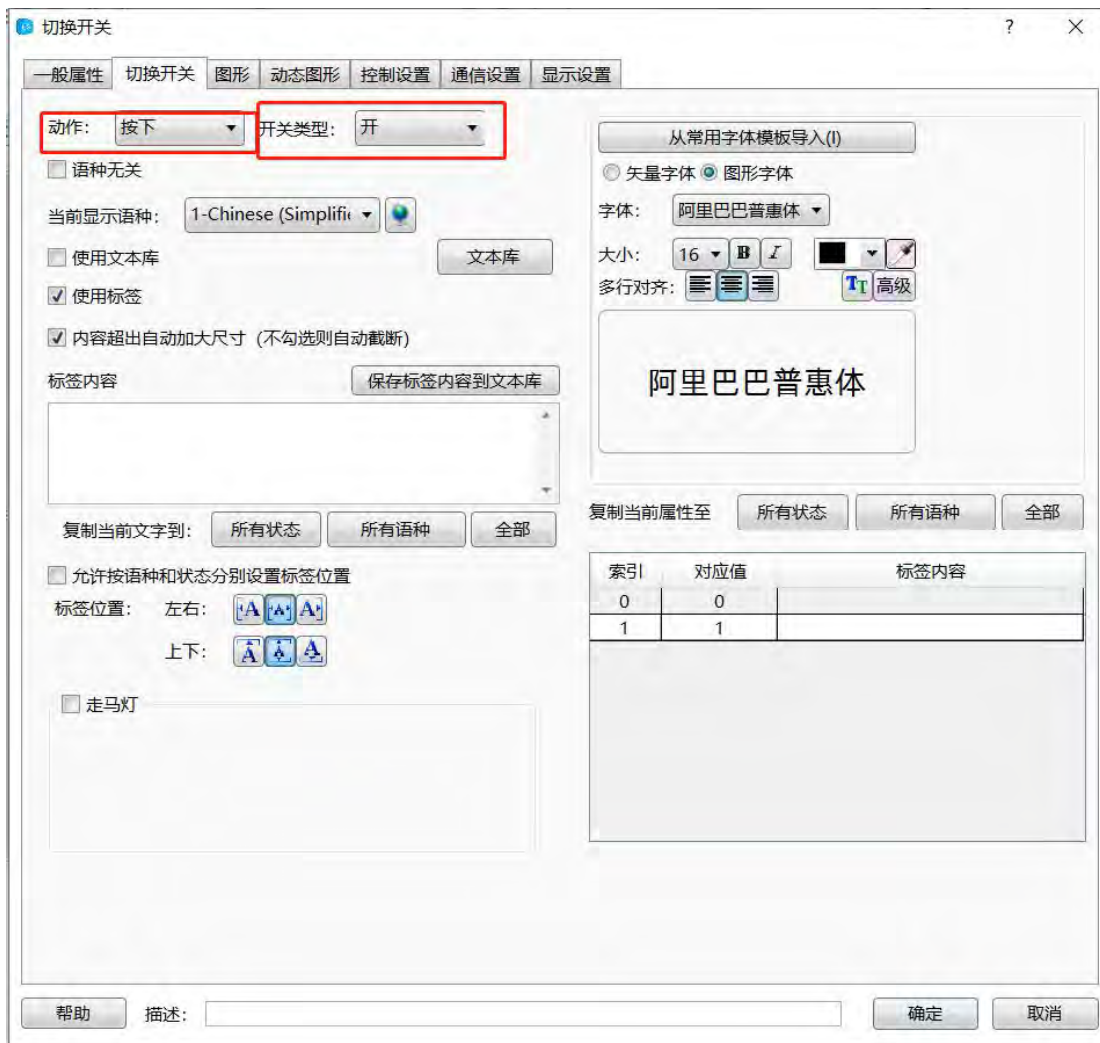 切换开关
一般属性 切换开关 图形 动态图形 控制设置 通信设置 显示设置
动作： 按下 开关类型： 开
语种无关
当前显示语种： 1-Chinese (Simplifi
使用文本库 文本库
使用标签
内容超出自动加大尺寸 (不勾选则自动截断)
标签内容 保存标签内容到文本库
复制当前文字到： 所有状态 所有语种 全部
允许按语种和状态分别设置标签位置
标签位置： 左右： A A A
上下： A A A
走马灯
从常用字体模板导入(I)
矢量字体 图形字体
字体： 阿里巴巴普惠体
大小： 16 B I
多行对齐： TT 高级
阿里巴巴普惠体
复制当前属性至 所有状态 所有语种 全部
索引 对应值 标签内容
0 0
1 1
帮助 描述： 确定 取消